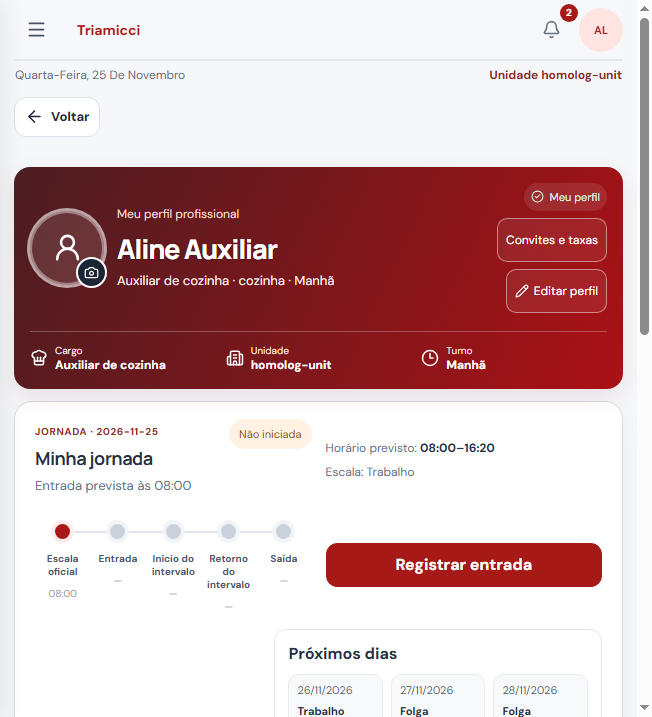 Triamicci
2
AL
Quarta-Feira, 25 De Novembro
Unidade homolog-unit
Voltar
Meu perfil
Meu perfil profissional
Aline Auxiliar
Auxiliar de cozinha · cozinha · Manhã
Convites e taxas
Editar perfil
Cargo
Auxiliar de cozinha
Unidade
homolog-unit
Turno
Manhã
JORNADA · 2026-11-25
Não iniciada
Minha jornada
Entrada prevista às 08:00
Horário previsto: 08:00–16:20
Escala: Trabalho
Escala
oficial
08:00
Entrada
—
Início do
intervalo
—
Retorno
do
intervalo
—
Saída
—
Registrar entrada
Próximos dias
26/11/2026
Trabalho
27/11/2026
Folga
28/11/2026
Folga